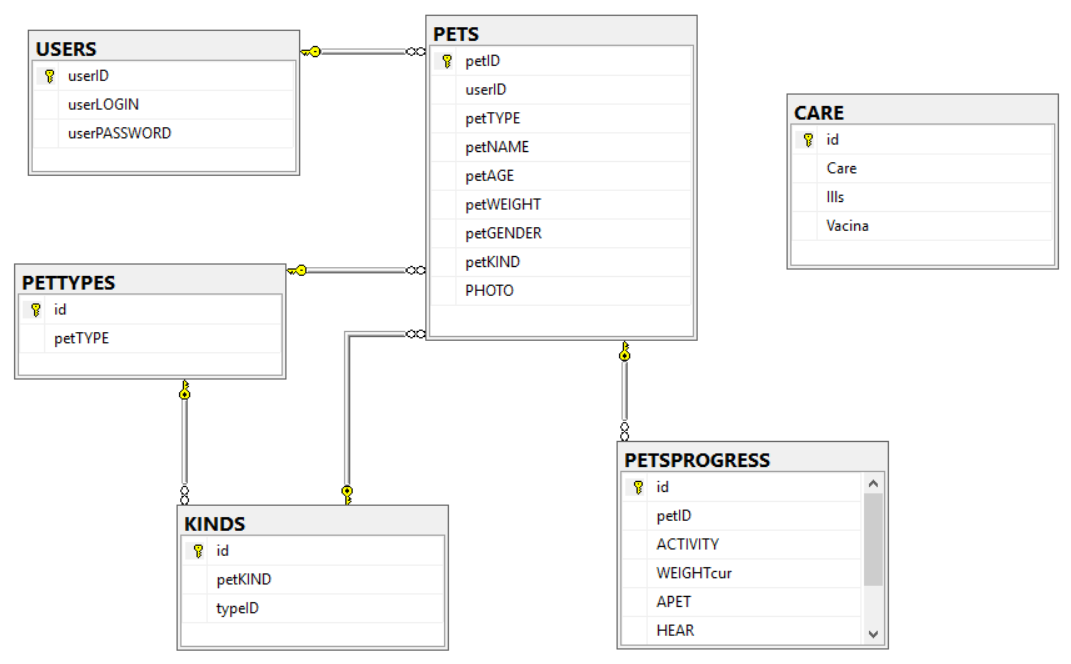 USERS
userID
userLOGIN
userPASSWORD
PETS
petID
userID
petTYPE
petNAME
petAGE
petWEIGHT
petGENDER
petKIND
PHOTO
CARE
id
Care
Ills
Vacina
PETTYPES
id
petTYPE
KINDS
id
petKIND
typeID
PETSPROGRESS
id
petID
ACTIVITY
WEIGHTcur
APET
HEAR